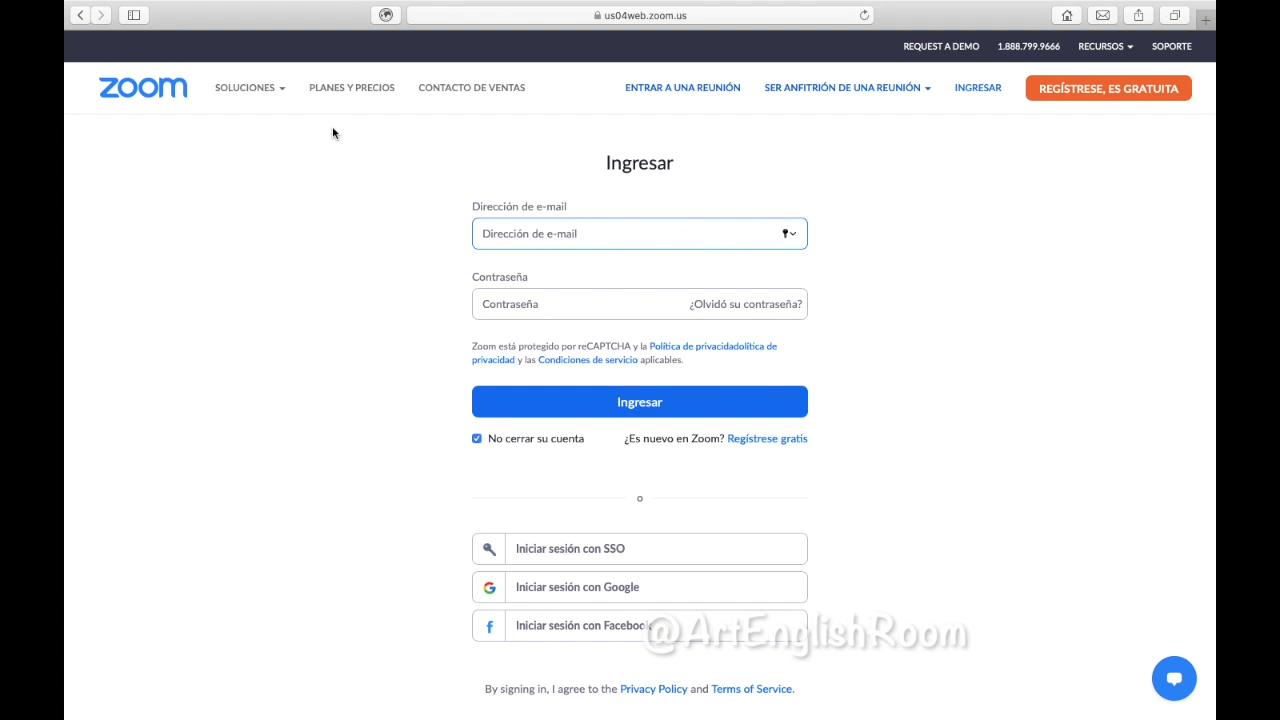 us04web.zoom.us
REQUEST A DEMO 1.888.799.9666 RECURSOS SOPORTE
zoom SOLUCIONES PLANES Y PRECIOS CONTACTO DE VENTAS ENTRAR A UNA REUNIÓN SER ANFITRIÓN DE UNA REUNIÓN INGRESAR REGÍSTRESE, ES GRATUITA
Ingresar
Dirección de e-mail
Dirección de e-mail
Contraseña
Contraseña ¿Olvidó su contraseña?
Zoom está protegido por reCAPTCHA y la Política de privacidadolítica de
privacidad y las Condiciones de servicio aplicables.
Ingresar
No cerrar su cuenta ¿Es nuevo en Zoom? Regístrese gratis
o
Iniciar sesión con SSO
Iniciar sesión con Google
Iniciar sesión con Facebook
@ArtEnglishRoom
By signing in, I agree to the Privacy Policy and Terms of Service.